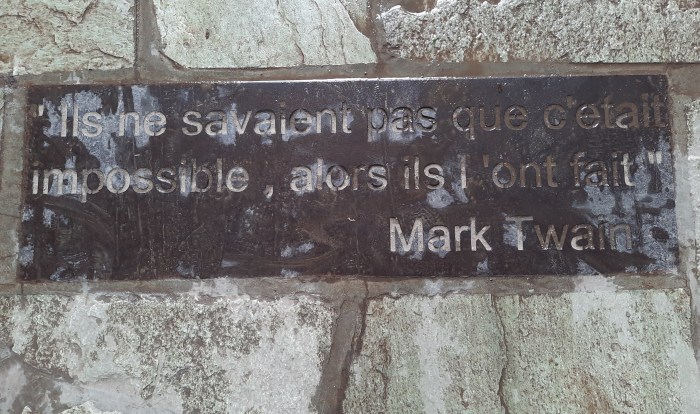 " Ils ne savaient pas que c'était
impossible , alors ils l 'ont fait "
Mark Twain